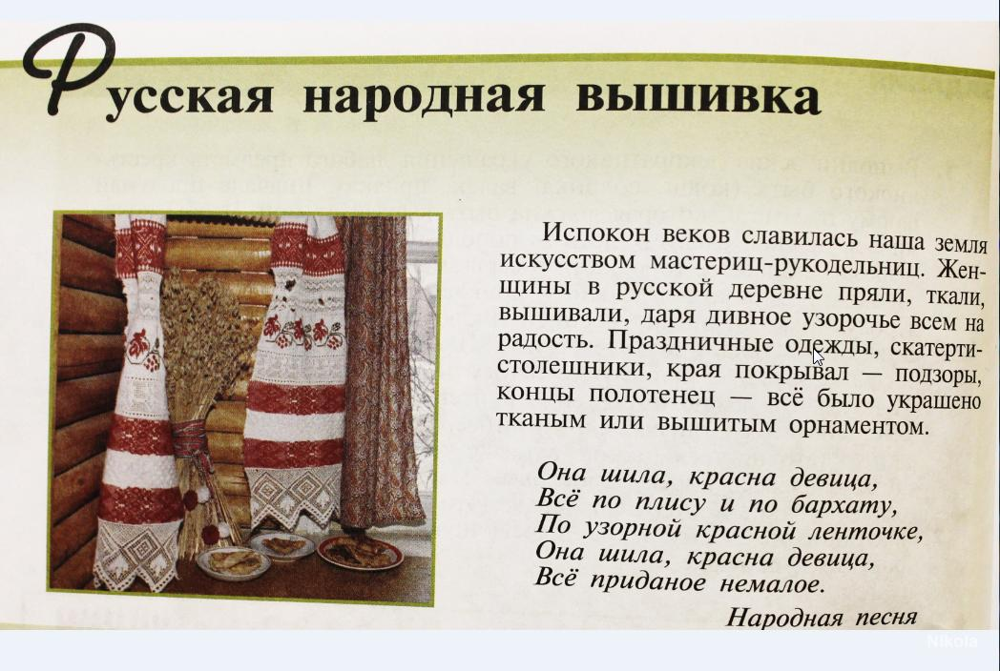 Русская народная вышивка
Испокон веков славилась наша земля
искусством мастериц-рукодельниц. Жен-
щины в русской деревне пряли, ткали,
вышивали, даря дивное узорочье всем на
радость. Праздничные одежды, скатерти-
столешники, края покрывал — подзоры,
концы полотенец — всё было украшено
тканым или вышитым орнаментом.
Она шила, красна девица,
Всё по плису и по бархату,
По узорной красной ленточке,
Она шила, красна девица,
Всё приданое немалое.
Народная песня
Nikola